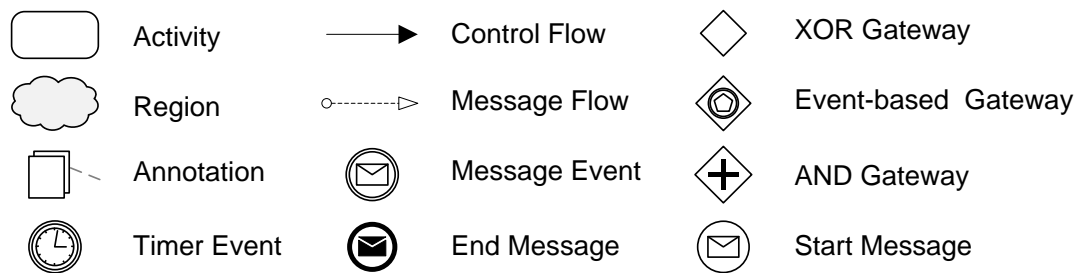 Activity
Control Flow
XOR Gateway
Region
Message Flow
Event-based Gateway
Annotation
Message Event
AND Gateway
Timer Event
End Message
Start Message